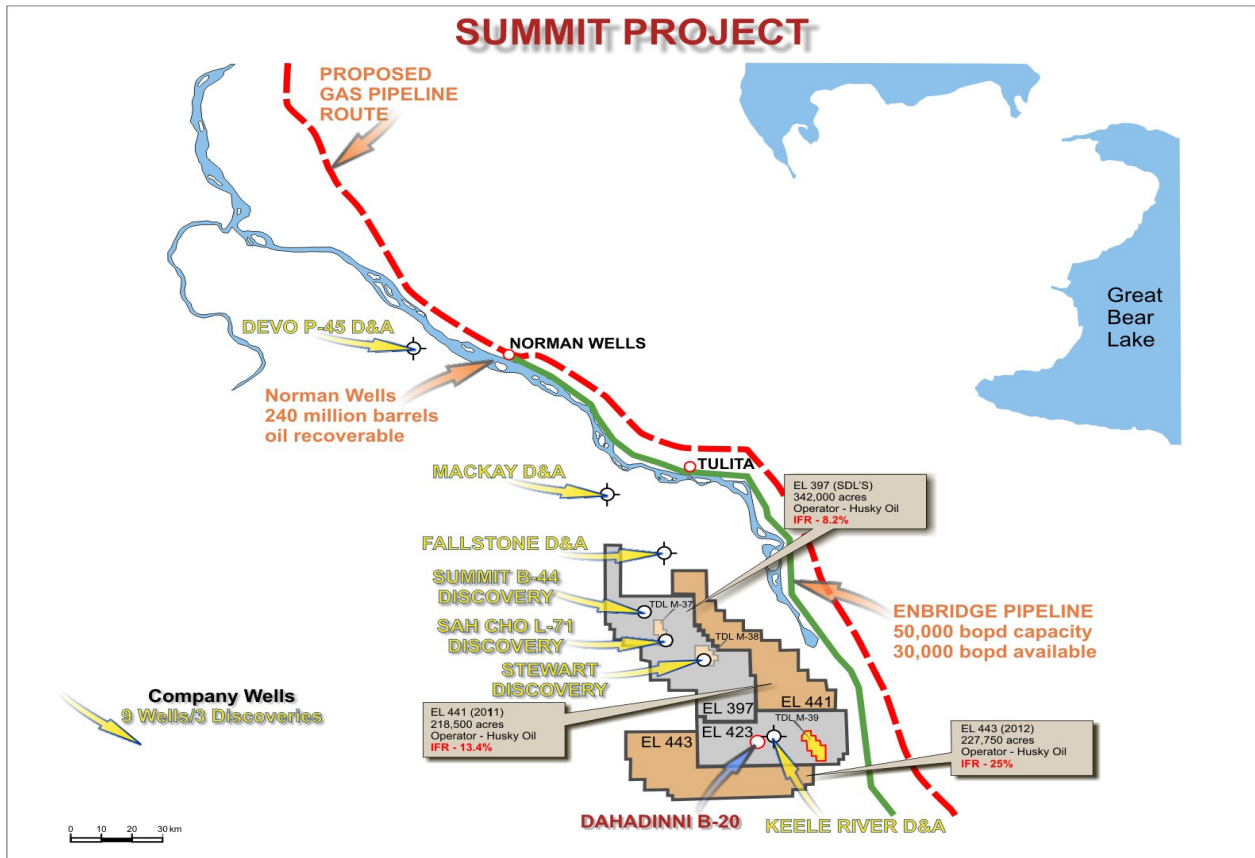 SUMMIT PROJECT
PROPOSED
GAS PIPELINE
ROUTE
Great
Bear
Lake
DEVO P-45 D&A
NORMAN WELLS
Norman Wells
240 million barrels
oil recoverable
MACKAY D&A
TULITA
EL 397 (SDL'S)
342,000 acres
Operator - Husky Oil
IFR - 8.2%
FALLSTONE D&A
SUMMIT B-44
DISCOVERY
TDL M-37
SAH CHO L-71
DISCOVERY
TDL M-38
STEWART
DISCOVERY
ENBRIDGE PIPELINE
50,000 bopd capacity
30,000 bopd available
Company Wells
9 Wells/3 Discoveries
EL 441 (2011)
218,500 acres
Operator - Husky Oil
IFR - 13.4%
EL 397
EL 441
TDL M-39
EL 423
EL 443
EL 443 (2012)
227,750 acres
Operator - Husky Oil
IFR - 25%
DAHADINNI B-20
KEELE RIVER D&A
0 10 20 30 km